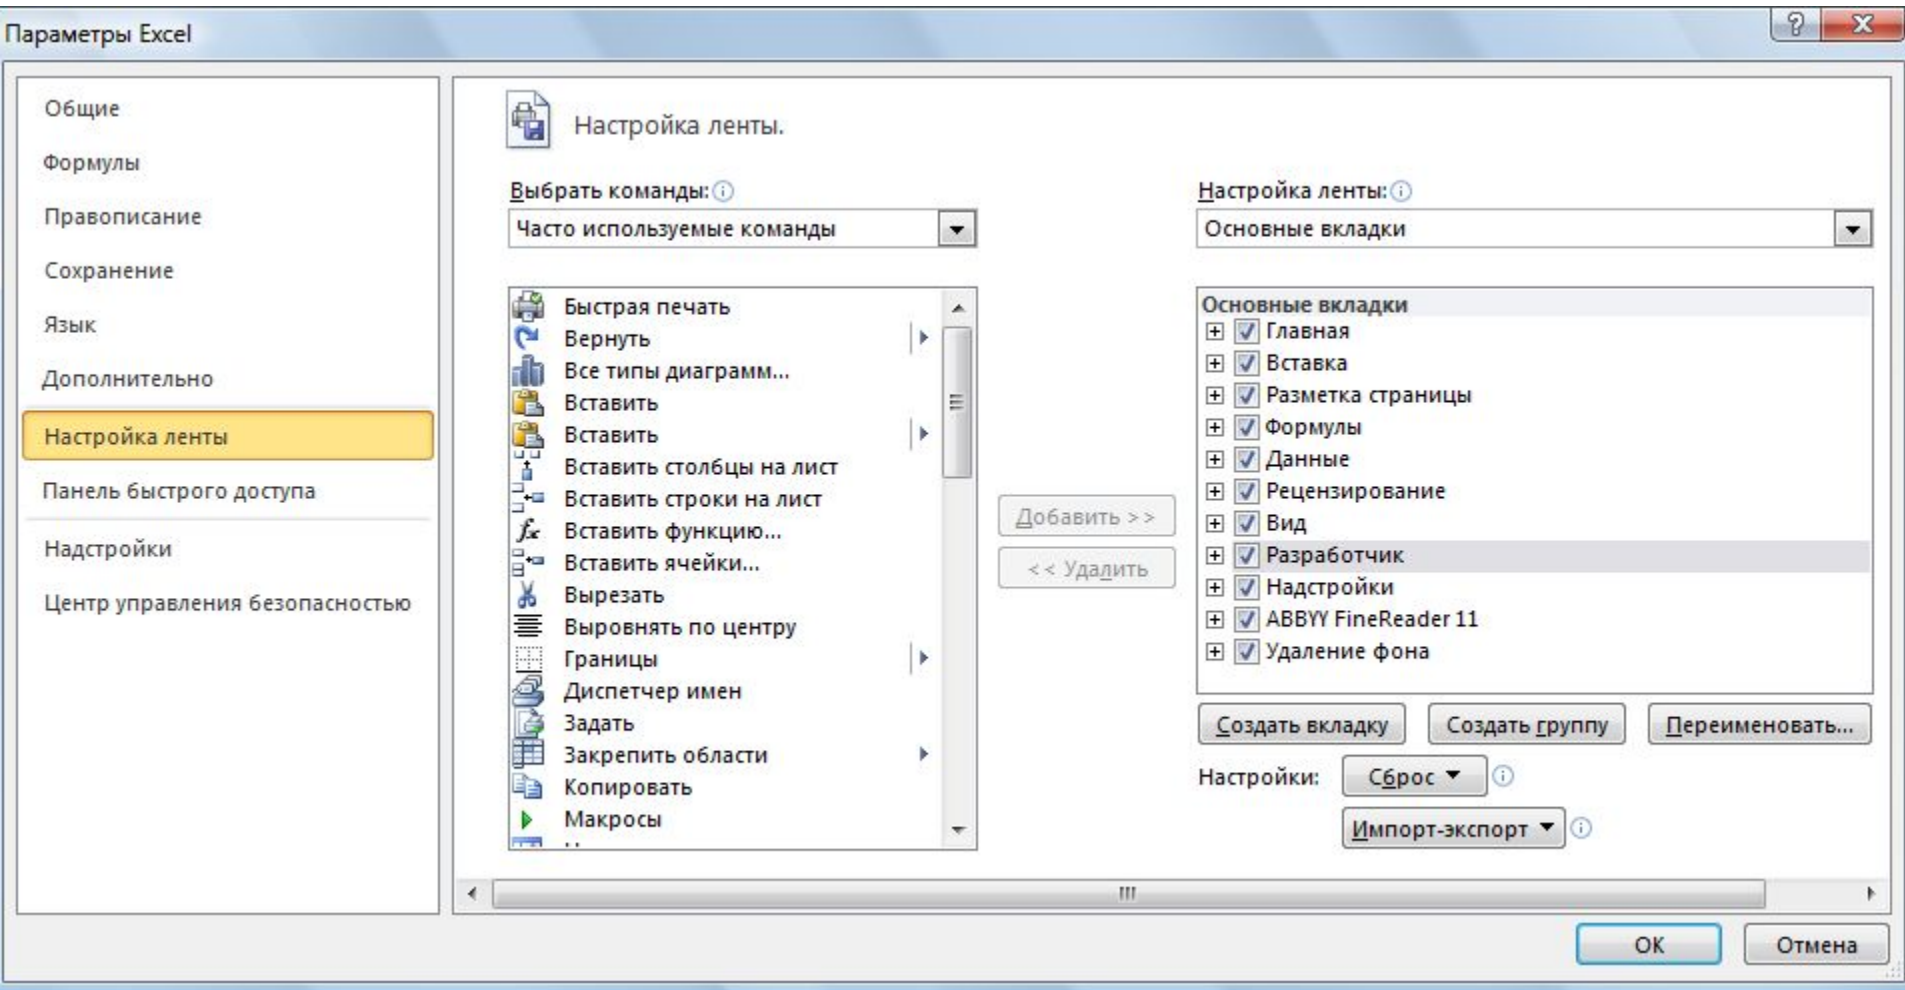 Параметры Excel
Общие
Формулы
Правописание
Сохранение
Язык
Дополнительно
Настройка ленты
Панель быстрого доступа
Надстройки
Центр управления безопасностью
Настройка ленты.
Выбрать команды:
Часто используемые команды
Быстрая печать
Вернуть
Все типы диаграмм...
Вставить
Вставить
Вставить столбцы на лист
Вставить строки на лист
Вставить функцию...
Вставить ячейки...
Вырезать
Выровнять по центру
Границы
Диспетчер имен
Задать
Закрепить области
Копировать
Макросы
Добавить >>
<< Удалить
Настройка ленты:
Основные вкладки
Основные вкладки
Главная
Вставка
Разметка страницы
Формулы
Данные
Рецензирование
Вид
Разработчик
Надстройки
ABBYY FineReader 11
Удаление фона
Создать вкладку Создать группу Переименовать...
Настройки: Сброс
Импорт-экспорт
ОК Отмена